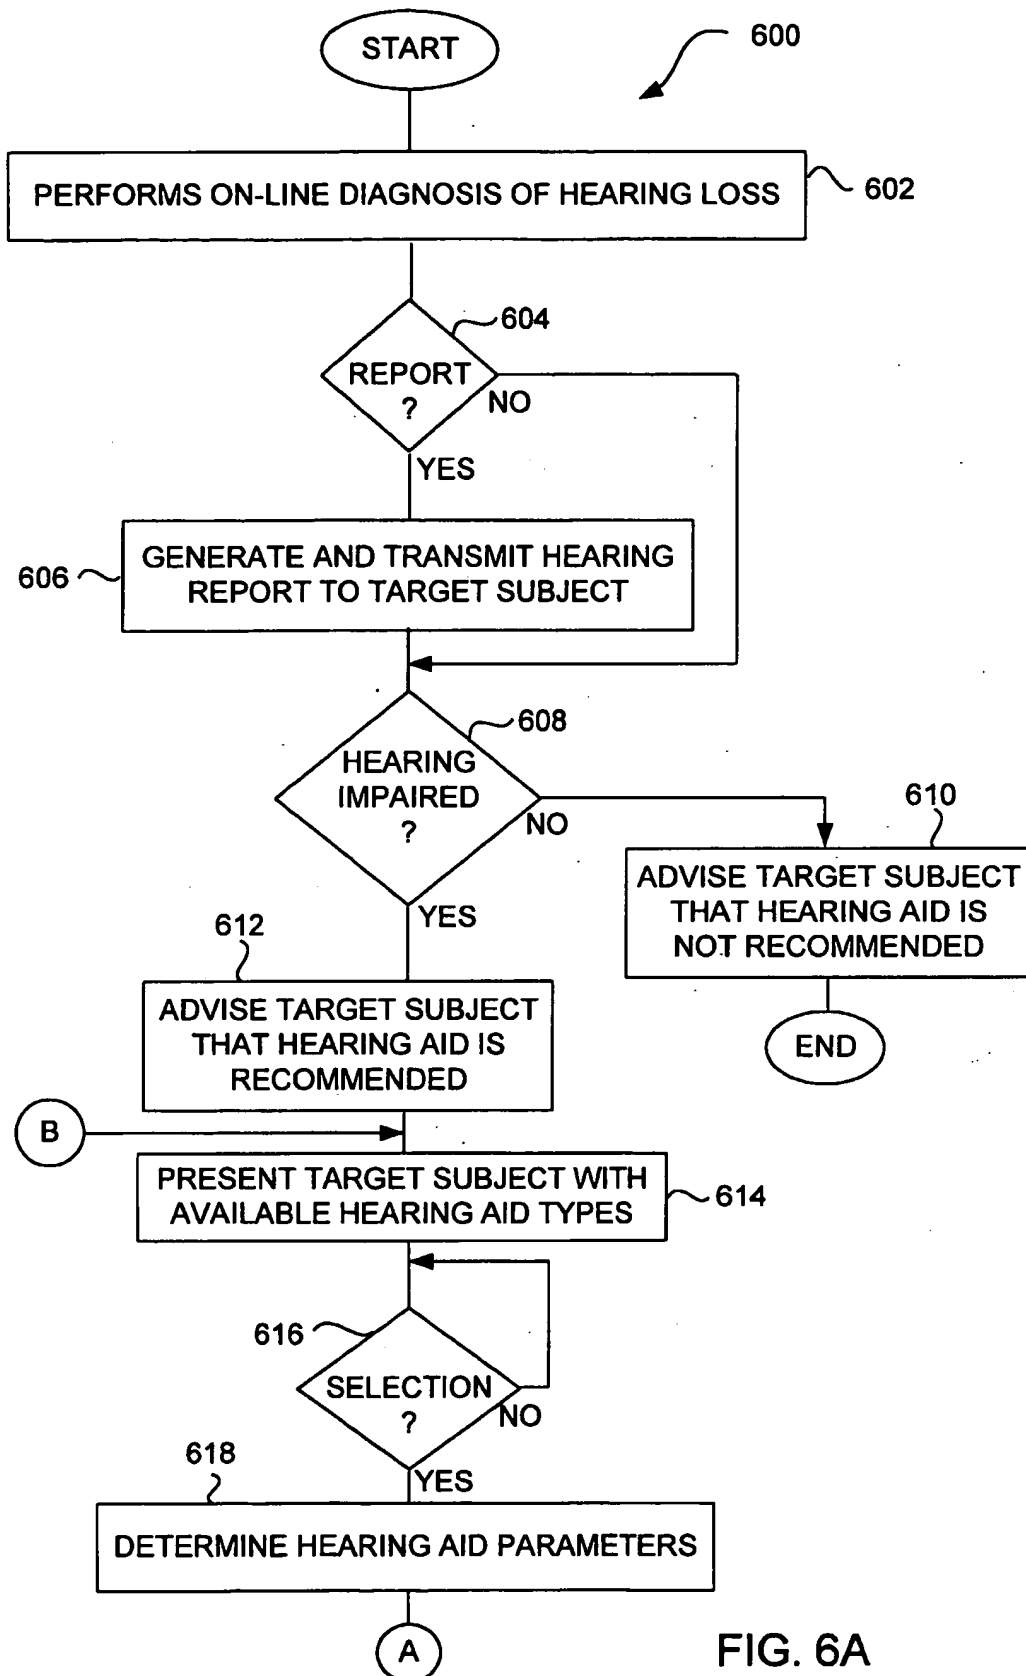 START
600
PERFORMS ON-LINE DIAGNOSIS OF HEARING LOSS
602
604
REPORT
?
NO
YES
606
GENERATE AND TRANSMIT HEARING
REPORT TO TARGET SUBJECT
608
HEARING
IMPAIRED
?
NO
YES
610
ADVISE TARGET SUBJECT
THAT HEARING AID IS
NOT RECOMMENDED
END
612
ADVISE TARGET SUBJECT
THAT HEARING AID IS
RECOMMENDED
B
PRESENT TARGET SUBJECT WITH
AVAILABLE HEARING AID TYPES
614
616
SELECTION
?
NO
YES
618
DETERMINE HEARING AID PARAMETERS
A
FIG. 6A